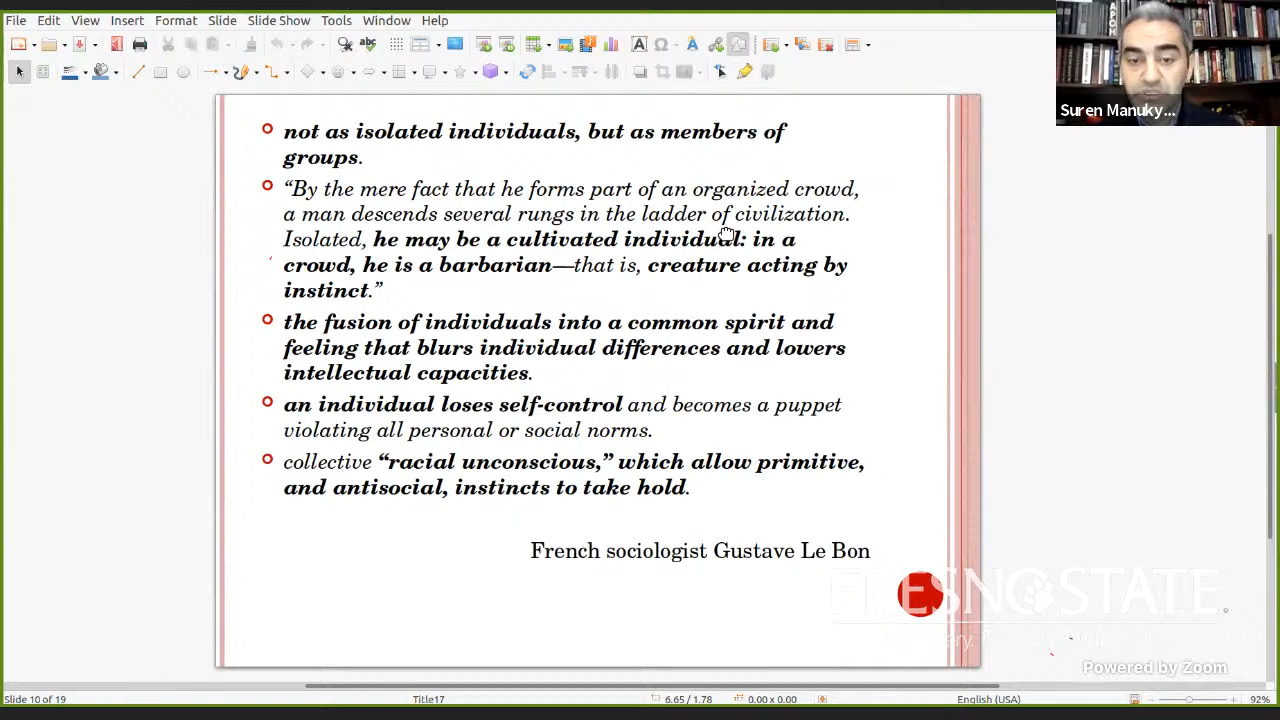 File Edit View Insert Format Slide Slide Show Tools Window Help
Suren Manuky...
not as isolated individuals, but as members of
groups.
“By the mere fact that he forms part of an organized crowd,
a man descends several rungs in the ladder of civilization.
Isolated, he may be a cultivated individual: in a
crowd, he is a barbarian—that is, creature acting by
instinct.”
the fusion of individuals into a common spirit and
feeling that blurs individual differences and lowers
intellectual capacities.
an individual loses self-control and becomes a puppet
violating all personal or social norms.
collective “racial unconscious,” which allow primitive,
and antisocial, instincts to take hold.
French sociologist Gustave Le Bon
FRESNO STATE
Powered by Zoom
Slide 10 of 19 Title17 6.65 / 1.78 0.00 x 0.00 English (USA) 92%